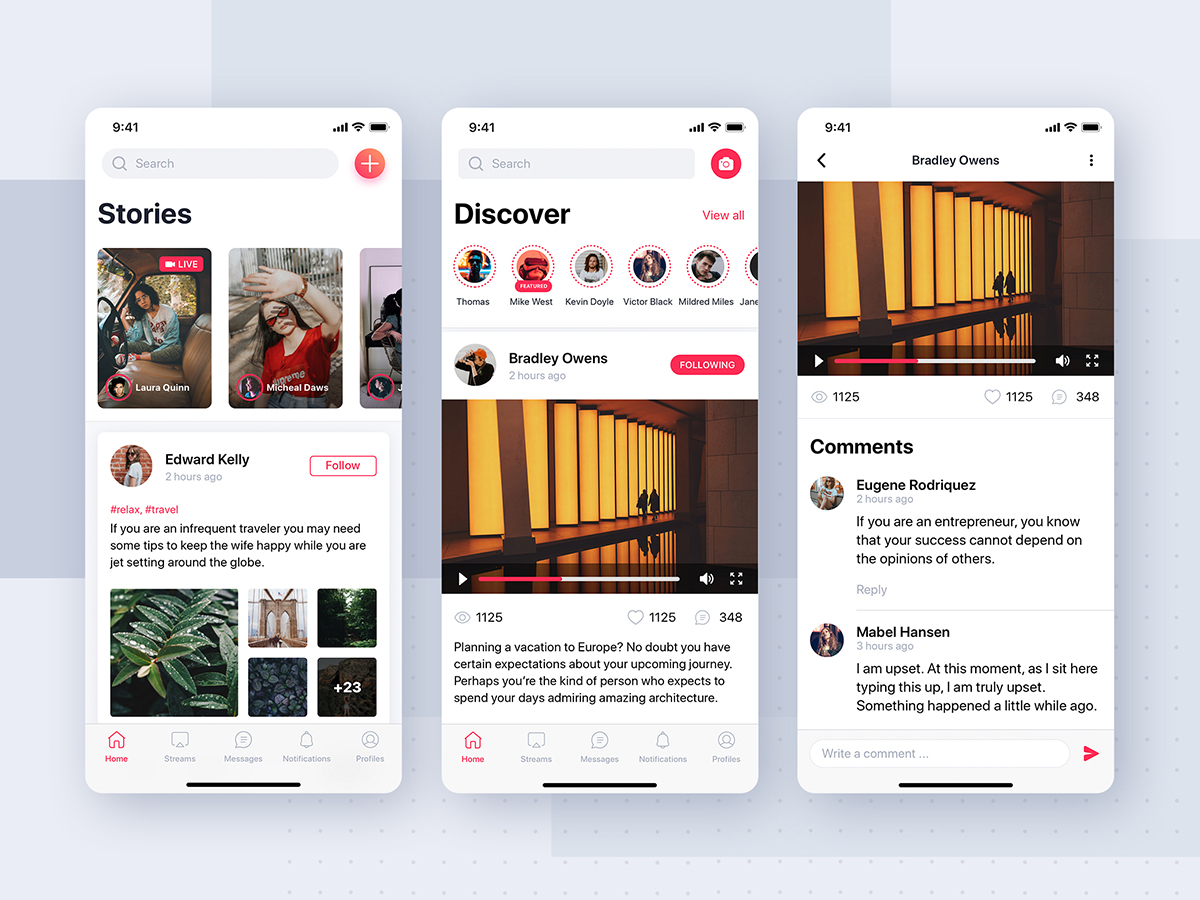 9:41
Search
Stories
LIVE
Laura Quinn
Micheal Daws
J
Edward Kelly
2 hours ago
Follow
#relax, #travel
If you are an infrequent traveler you may need
some tips to keep the wife happy while you are
jet setting around the globe.
+23
Home
Streams
Messages
Notifications
Profiles
9:41
Search
Discover
View all
FEATURED
Thomas
Mike West
Kevin Doyle
Victor Black
Mildred Miles
Jane
Bradley Owens
2 hours ago
FOLLOWING
1125
1125
348
Planning a vacation to Europe? No doubt you have
certain expectations about your upcoming journey.
Perhaps you’re the kind of person who expects to
spend your days admiring amazing architecture.
Home
Streams
Messages
Notifications
Profiles
9:41
Bradley Owens
1125
1125
348
Comments
Eugene Rodriquez
2 hours ago
If you are an entrepreneur, you know
that your success cannot depend on
the opinions of others.
Reply
Mabel Hansen
3 hours ago
I am upset. At this moment, as I sit here
typing this up, I am truly upset.
Something happened a little while ago.
Write a comment ...